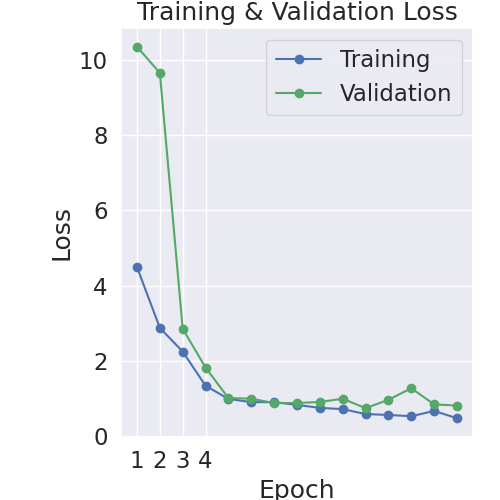 Training & Validation Loss
Training
Validation
Loss
10
8
6
4
2
0
1 2 3 4
Epoch